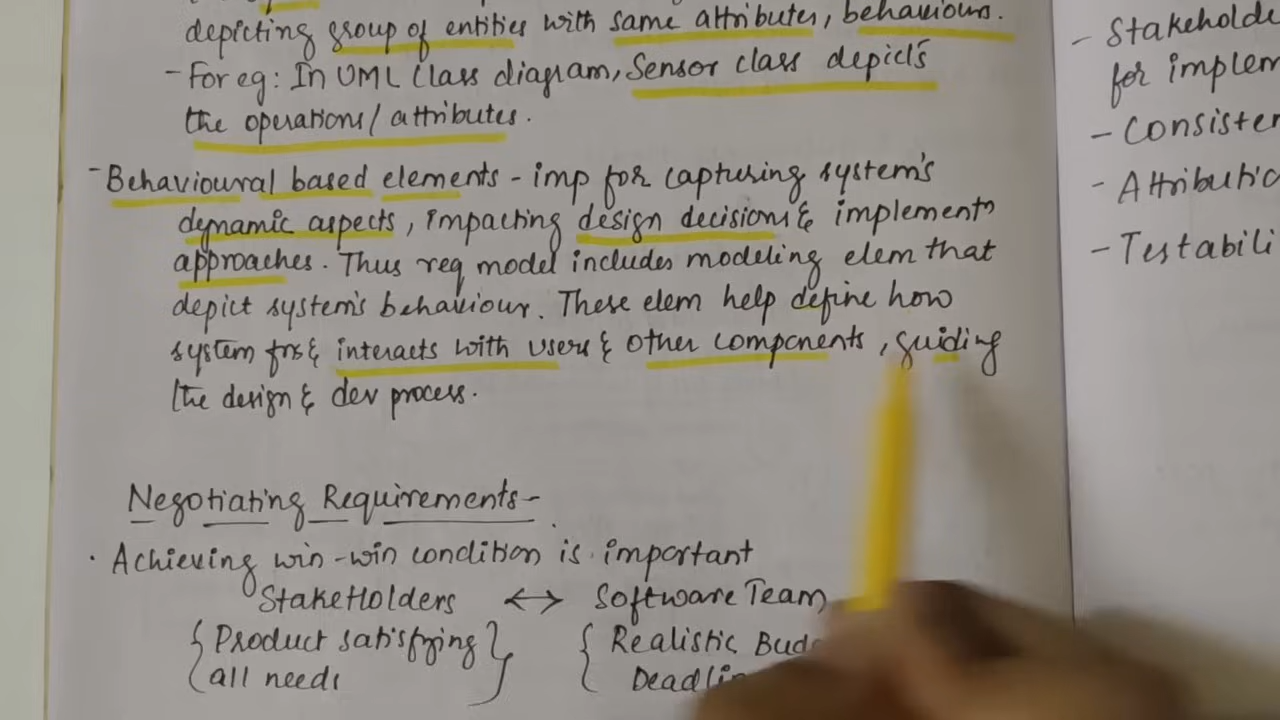 depicting group of entities with same attributes, behaviours.
- For eg: In UML Class diagram, Sensor class depicts
the operations/attributes.
- Behavioural based elements - imp for capturing system's
dynamic aspects, impacting design decisions & implementn
approaches. Thus req model includes modeling elem that
depict system's behaviour. These elem help define how
system fns & interacts with users & other components, guiding
the design & dev process.
Negotiating Requirements -
· Achieving win-win condition is important
StakeHolders ↔ Software Team
{ Product satisfying }
all needs
{ Realistic Bud
Deadlin
- Stakeholde
for implem
- Consisten
- Attributio
- Testabili